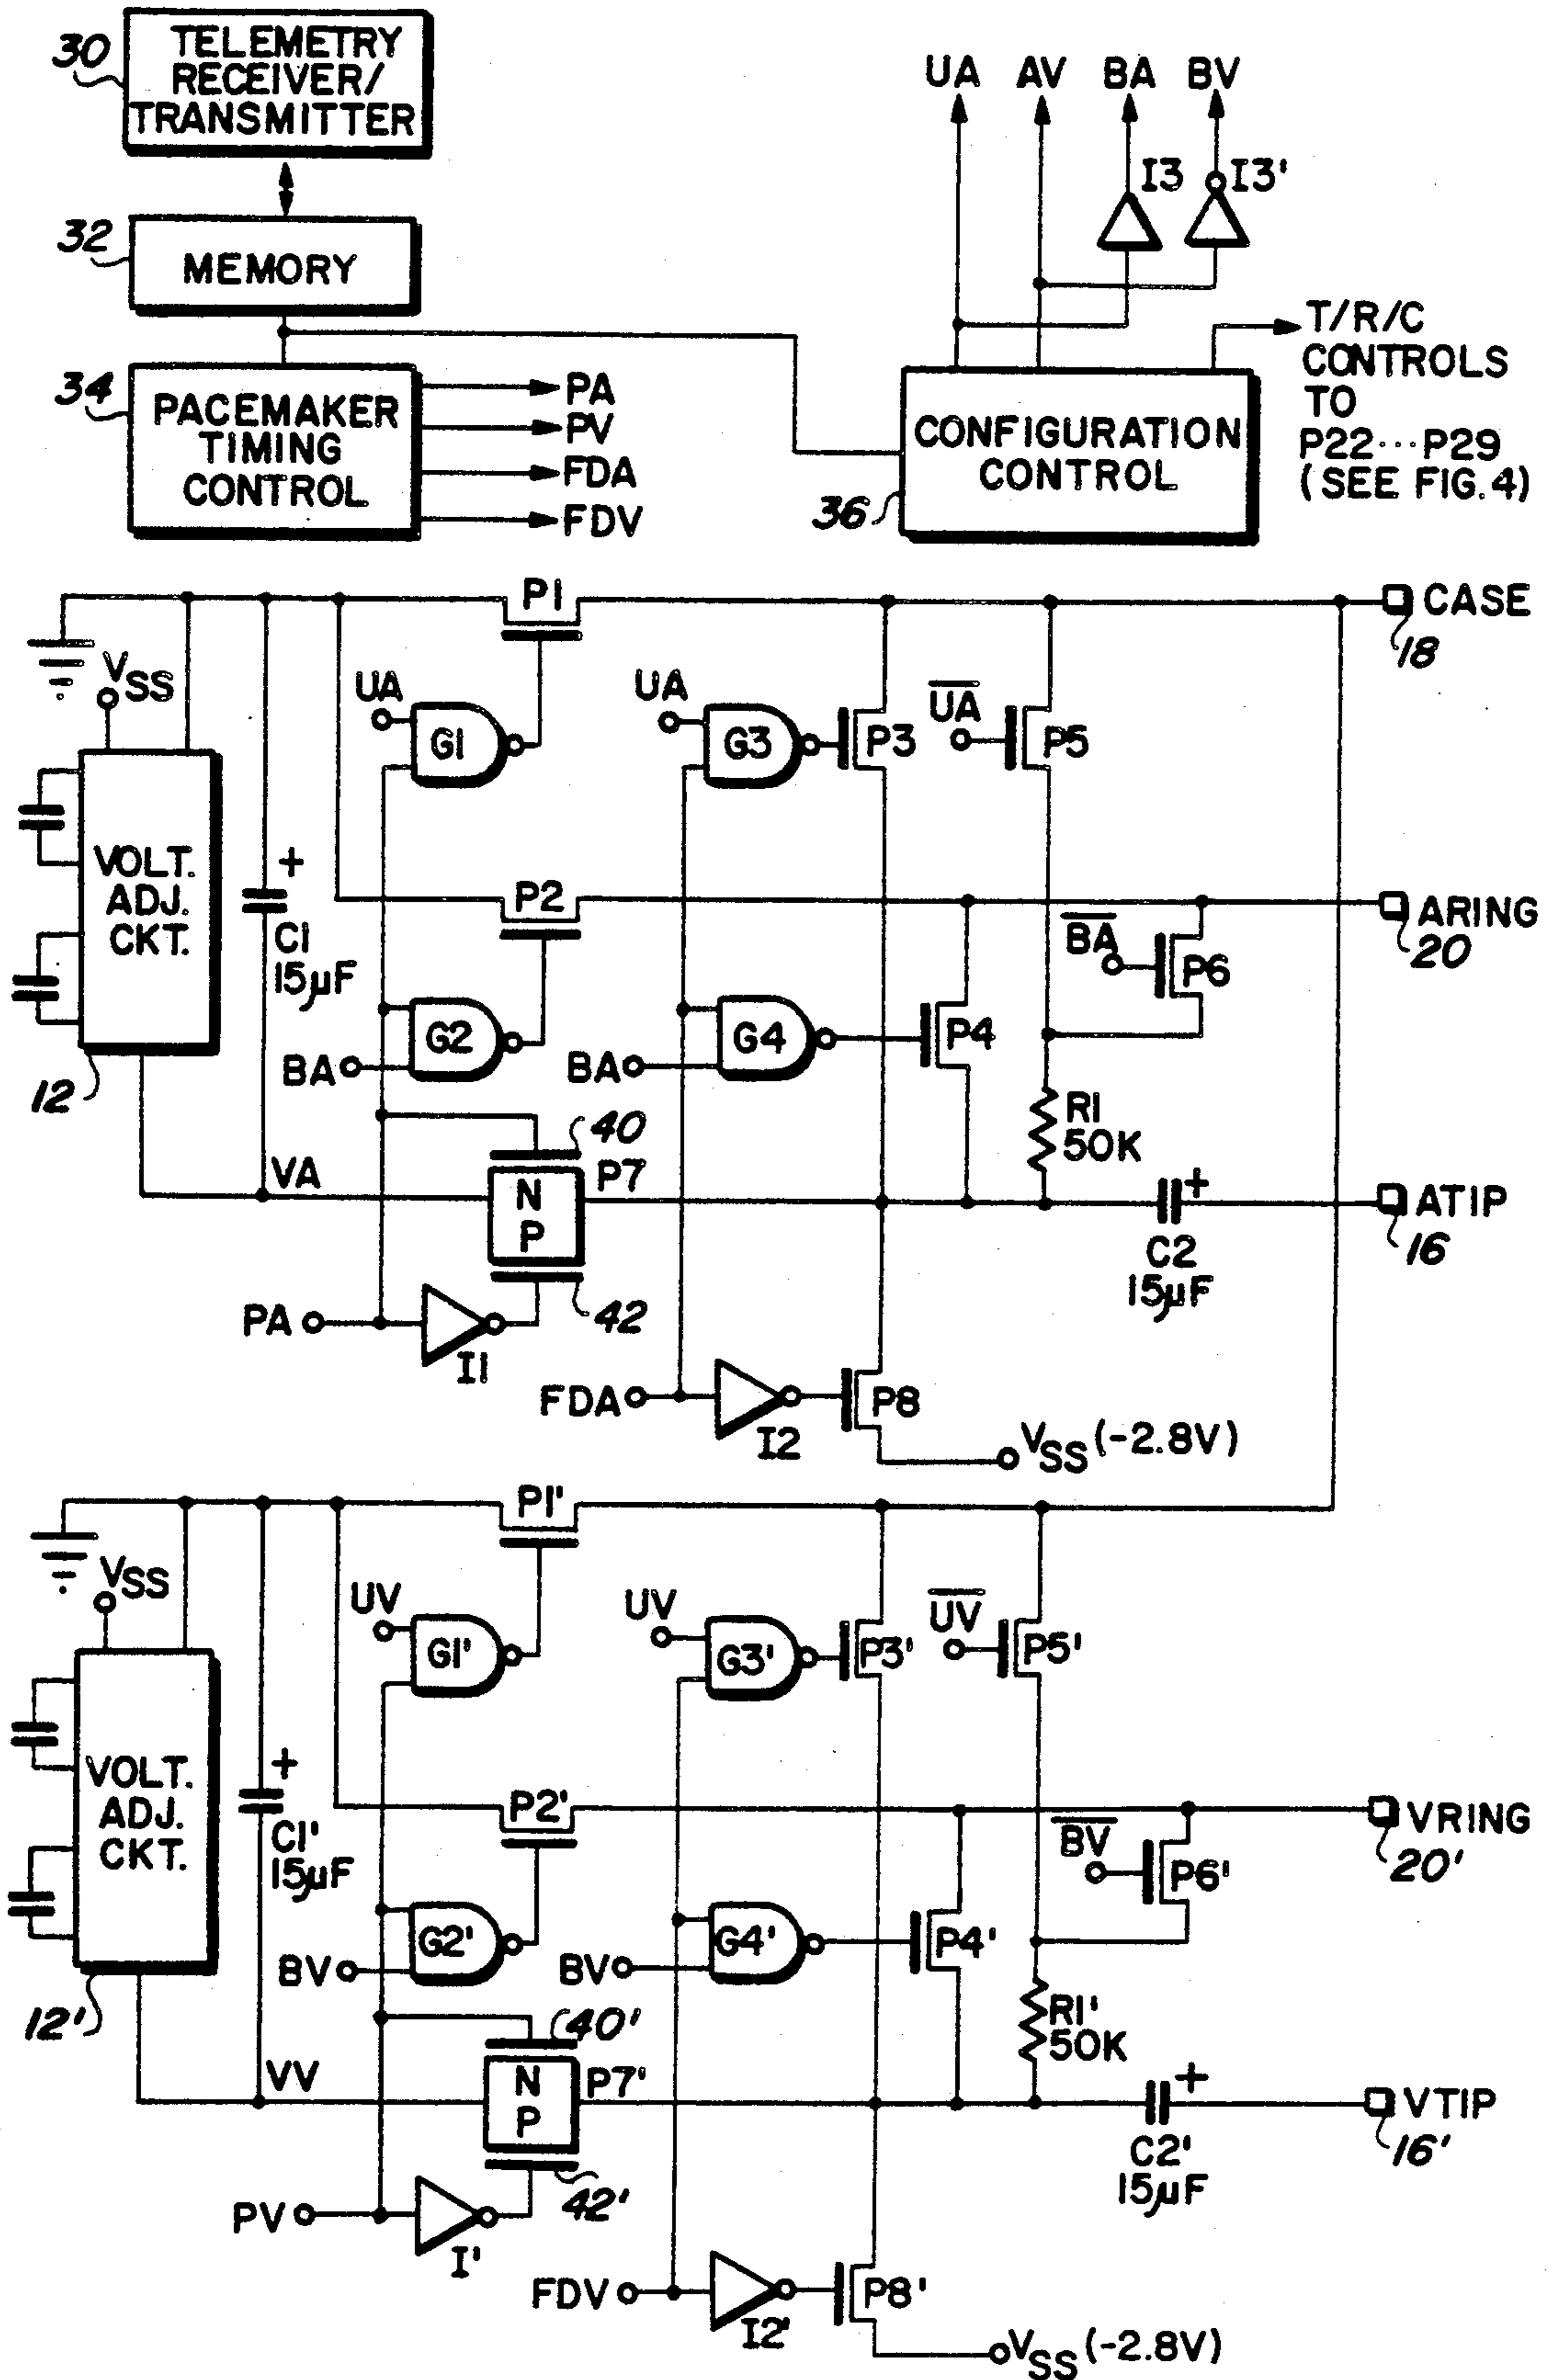 30
TELEMETRY
RECEIVER/
TRANSMITTER
32
MEMORY
34
PACEMAKER
TIMING
CONTROL
PA
PV
FDA
FDV
UA AV BA BV
I3 I3'
CONFIGURATION
CONTROL
36
T/R/C
CONTROLS
TO
P22···P29
(SEE FIG. 4)
P1
CASE
18
VSS
UA
G1
UA
G3
P3
UA
P5
VOLT.
ADJ.
CKT.
12
+
C1
15µF
P2
ARING
20
BA
P6
G2
BA
G4
BA
P4
R1
50K
VA
40
N
P
P7
42
+
C2
15µF
ATIP
16
PA
I1
FDA
I2
P8
VSS (-2.8V)
P1'
VSS
UV
G1'
UV
G3'
P3'
UV
P5'
VOLT.
ADJ.
CKT.
12'
+
C1'
15µF
P2'
VRING
20'
BV
P6'
G2'
BV
G4'
BV
P4'
R1'
50K
VV
40'
N
P
P7'
42'
+
C2'
15µF
VTIP
16'
PV
I'
FDV
I2'
P8'
VSS (-2.8V)